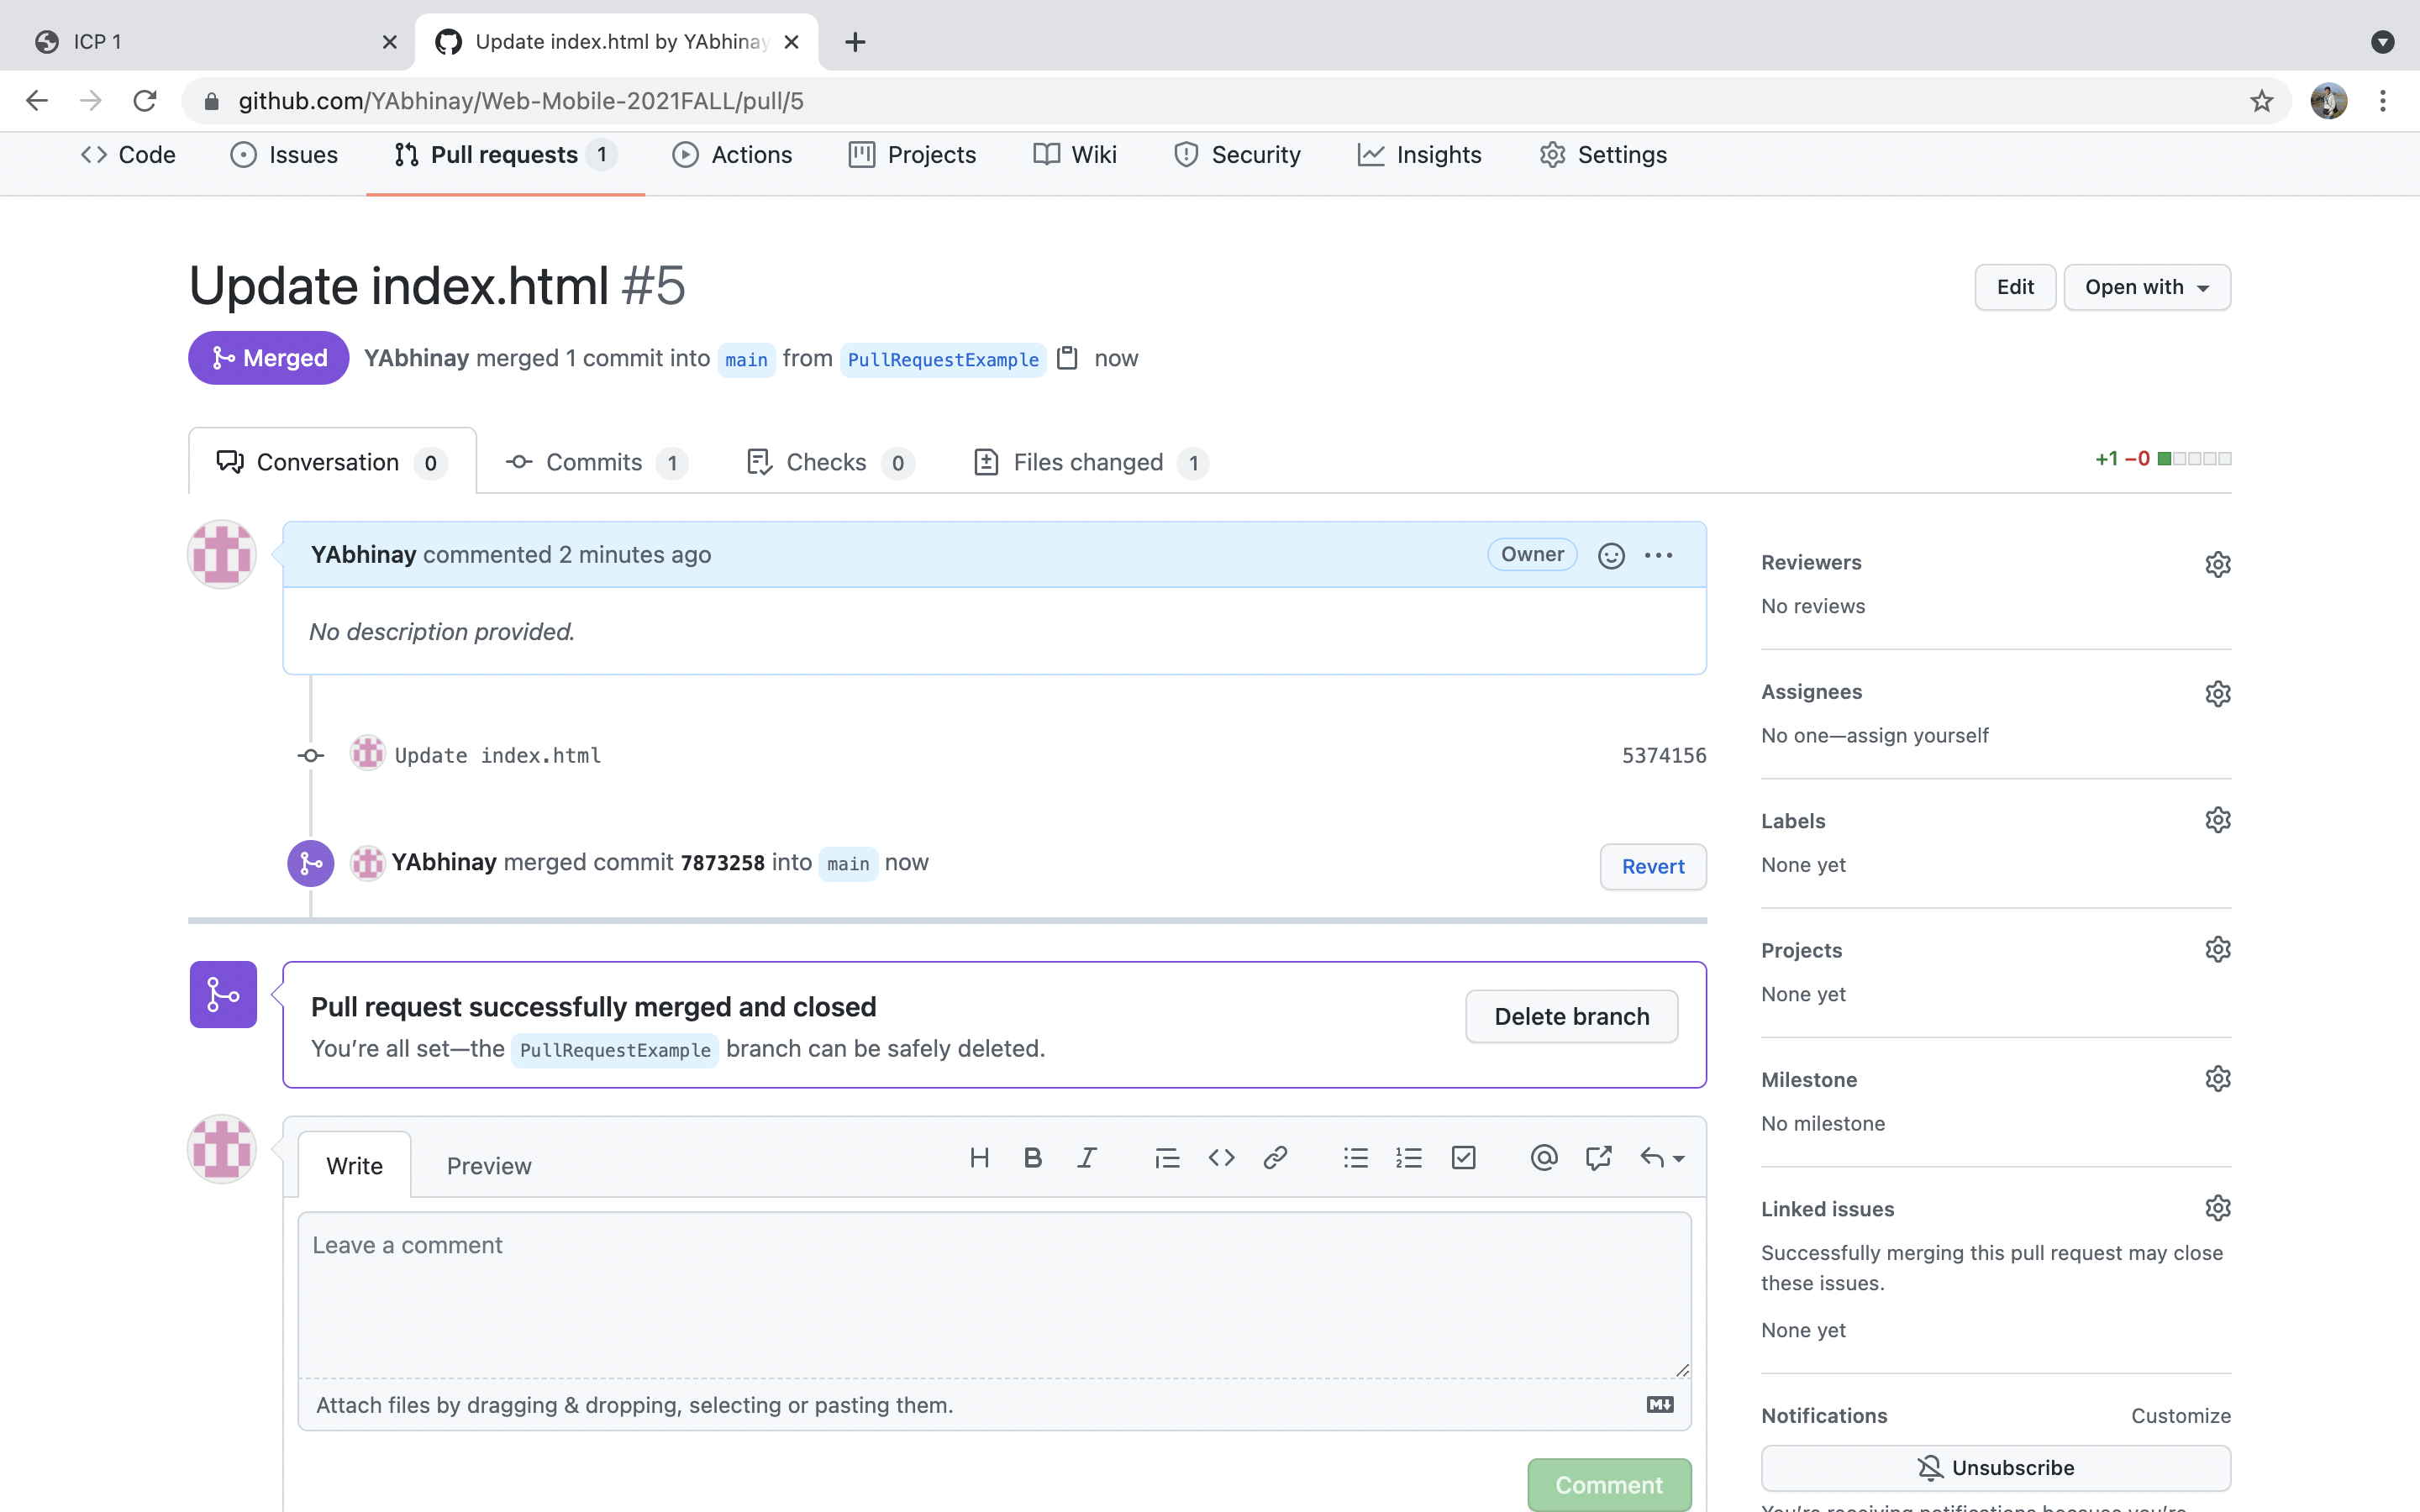 ICP 1
Update index.html by YAbhinay
github.com/YAbhinay/Web-Mobile-2021FALL/pull/5
Code Issues Pull requests 1 Actions Projects Wiki Security Insights Settings
Update index.html #5
Edit Open with
Merged YAbhinay merged 1 commit into main from PullRequestExample now
Conversation 0 Commits 1 Checks 0 Files changed 1
+1 −0
YAbhinay commented 2 minutes ago Owner
No description provided.
Update index.html 5374156
YAbhinay merged commit 7873258 into main now Revert
Pull request successfully merged and closed
You’re all set—the PullRequestExample branch can be safely deleted.
Delete branch
Write Preview
Leave a comment
Attach files by dragging & dropping, selecting or pasting them.
Comment
Reviewers
No reviews
Assignees
No one—assign yourself
Labels
None yet
Projects
None yet
Milestone
No milestone
Linked issues
Successfully merging this pull request may close
these issues.
None yet
Notifications Customize
Unsubscribe
You’re receiving notifications because you’re